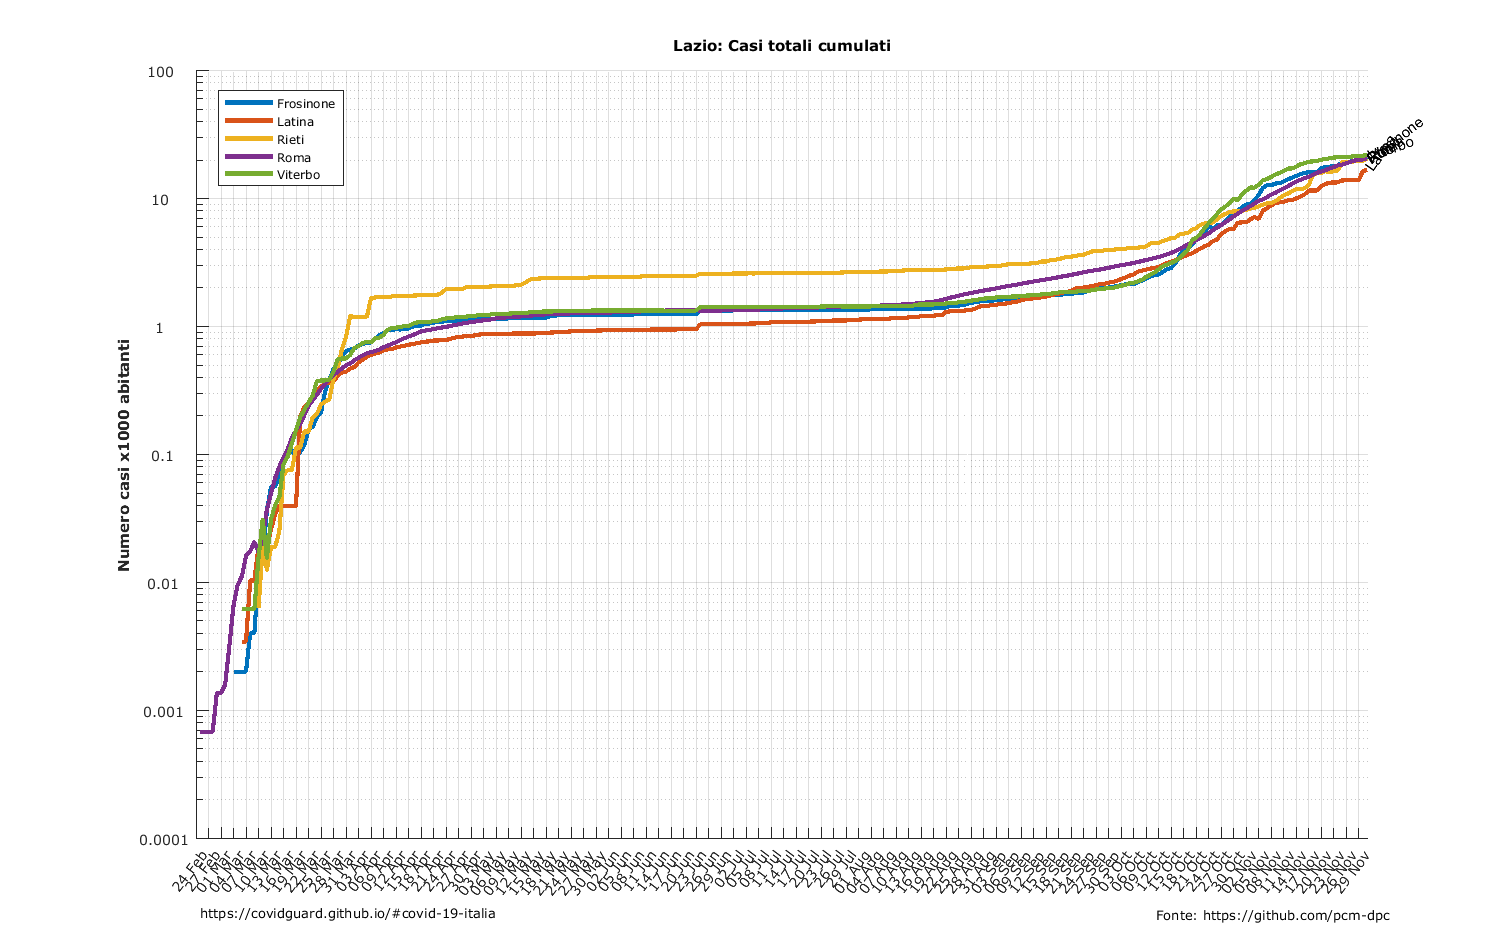 Lazio: Casi totali cumulati
100
10
1
0.1
0.01
0.001
0.0001
Numero casi x1000 abitanti
Frosinone
Latina
Rieti
Roma
Viterbo
24 Feb
27 Feb
01 Mar
04 Mar
07 Mar
10 Mar
13 Mar
16 Mar
19 Mar
22 Mar
25 Mar
28 Mar
31 Mar
03 Apr
06 Apr
09 Apr
12 Apr
15 Apr
18 Apr
21 Apr
24 Apr
27 Apr
30 Apr
03 May
06 May
09 May
12 May
15 May
18 May
21 May
24 May
27 May
30 May
02 Jun
05 Jun
08 Jun
11 Jun
14 Jun
17 Jun
20 Jun
23 Jun
26 Jun
29 Jun
02 Jul
05 Jul
08 Jul
11 Jul
14 Jul
17 Jul
20 Jul
23 Jul
26 Jul
29 Jul
01 Aug
04 Aug
07 Aug
10 Aug
13 Aug
16 Aug
19 Aug
22 Aug
25 Aug
28 Aug
31 Aug
03 Sep
06 Sep
09 Sep
12 Sep
15 Sep
18 Sep
21 Sep
24 Sep
27 Sep
30 Sep
03 Oct
06 Oct
09 Oct
12 Oct
15 Oct
18 Oct
21 Oct
24 Oct
27 Oct
30 Oct
02 Nov
05 Nov
08 Nov
11 Nov
14 Nov
17 Nov
20 Nov
23 Nov
26 Nov
29 Nov
https://covidguard.github.io/#covid-19-italia
Fonte: https://github.com/pcm-dpc